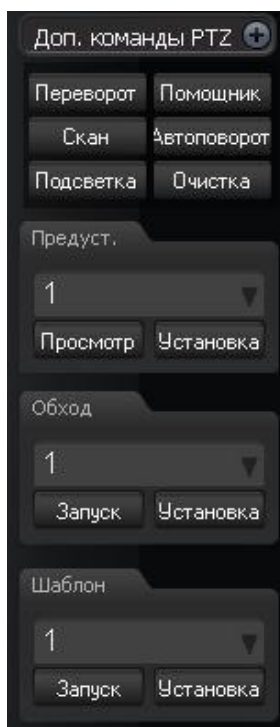 Доп. команды PTZ
Переворот Помощник
Скан Автоповорот
Подсветка Очистка
Предуст.
1
Просмотр Установка
Обход
1
Запуск Установка
Шаблон
1
Запуск Установка